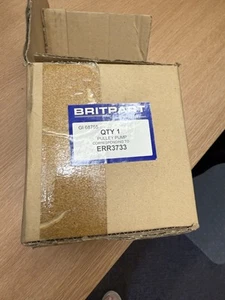 BRITPART
QTY 1
PULLEY PUMP
ERR3733